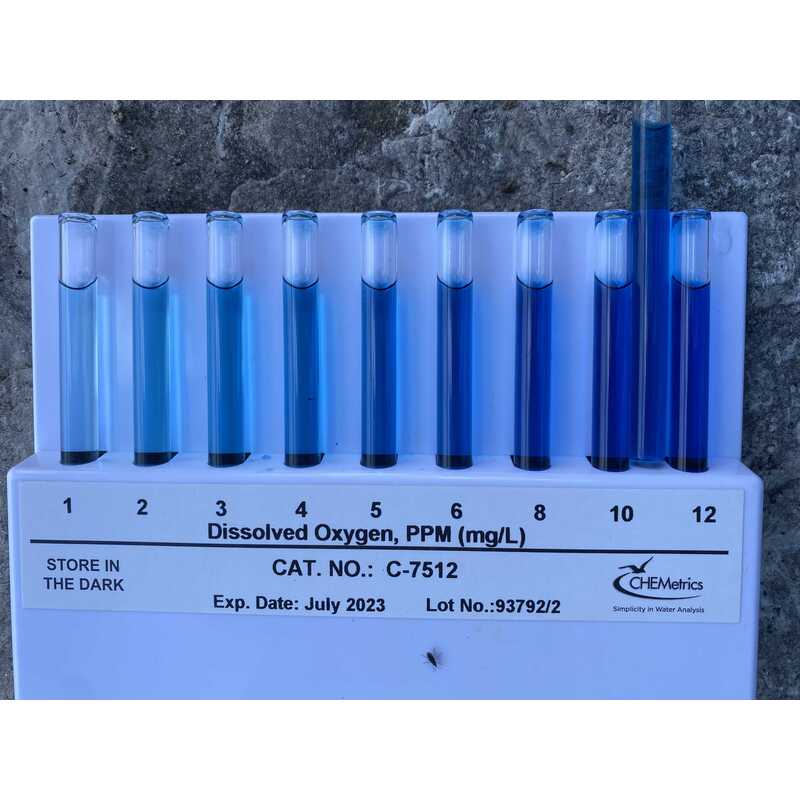 1 2 3 4 5 6 8 10 12
Dissolved Oxygen, PPM (mg/L)
STORE IN
THE DARK
CAT. NO.: C-7512
Exp. Date: July 2023 Lot No.:93792/2
CHEMetrics
Simplicity in Water Analysis